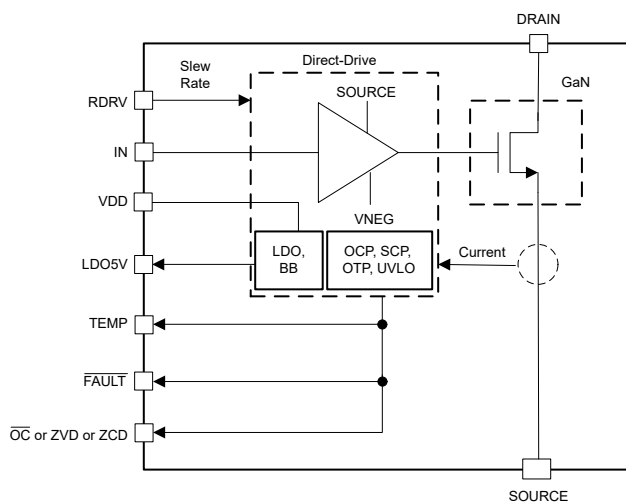 DRAIN
Direct-Drive
Slew
Rate
GaN
RDRV
SOURCE
IN
VDD
VNEG
LDO,
BB
OCP, SCP,
OTP, UVLO
Current
LDO5V
TEMP
FAULT
OC or ZVD or ZCD
SOURCE